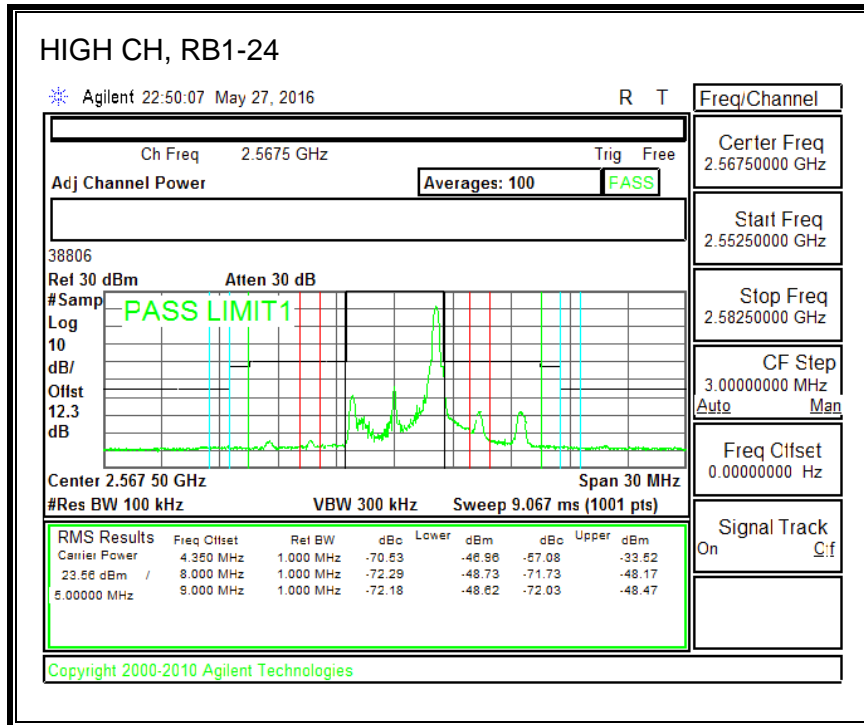 HIGH CH, RB1-24
Agilent 22:50:07 May 27, 2016 R T
Freq/Channel
Ch Freq 2.5675 GHz Trig Free
Adj Channel Power Averages: 100 PASS
Center Freq
2.56750000 GHz
Start Freq
2.55250000 GHz
Stop Freq
2.58250000 GHz
CF Step
3.00000000 MHz
Auto Man
Freq Offset
0.00000000 Hz
Signal Track
On Off
38806
Ref 30 dBm Atten 30 dB
#Samp
Log
10
dB/
Offst
12.3
dB
PASS LIMIT1
Center 2.567 50 GHz Span 30 MHz
#Res BW 100 kHz VBW 300 kHz Sweep 9.067 ms (1001 pts)
RMS Results Freq Offset Ref BW dBc Lower dBm dBc Upper dBm
Carrier Power 4.350 MHz 1.000 MHz -70.53 -46.96 -57.08 -33.52
23.56 dBm / 8.000 MHz 1.000 MHz -72.29 -48.73 -71.73 -48.17
5.00000 MHz 9.000 MHz 1.000 MHz -72.18 -48.62 -72.03 -48.47
Copyright 2000-2010 Agilent Technologies